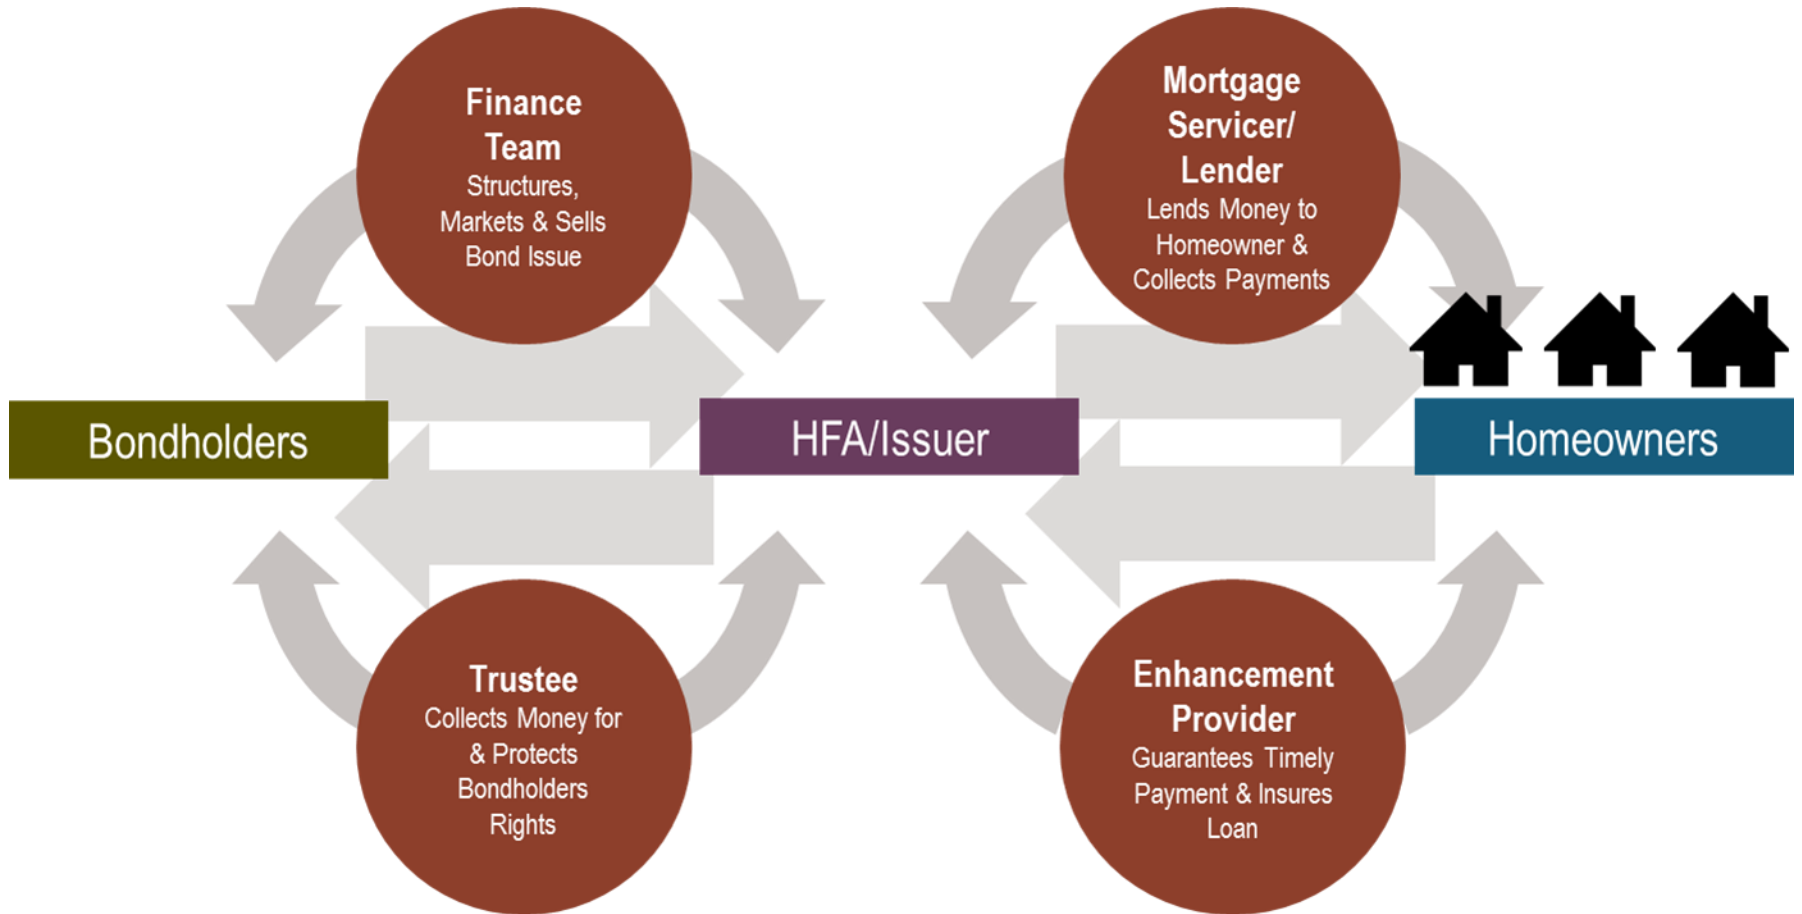 Finance
Team
Structures,
Markets & Sells
Bond Issue
Mortgage
Servicer/
Lender
Lends Money to
Homeowner &
Collects Payments
Bondholders
HFA/Issuer
Homeowners
Trustee
Collects Money for
& Protects
Bondholders
Rights
Enhancement
Provider
Guarantees Timely
Payment & Insures
Loan